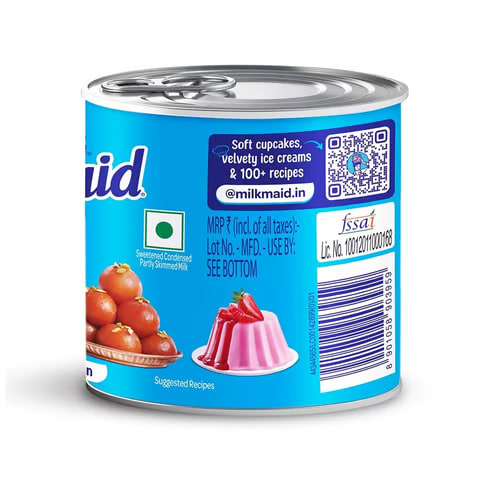 aid®
Sweetened Condensed
Partly Skimmed Milk
Suggested Recipes
Soft cupcakes,
velvety ice creams
& 100+ recipes
@milkmaid.in
MRP ₹ (incl. of all taxes):-
Lot No. - MFD. - USE BY:
SEE BOTTOM
fssai
Lic. No. 10012011000168
8 901058 903959